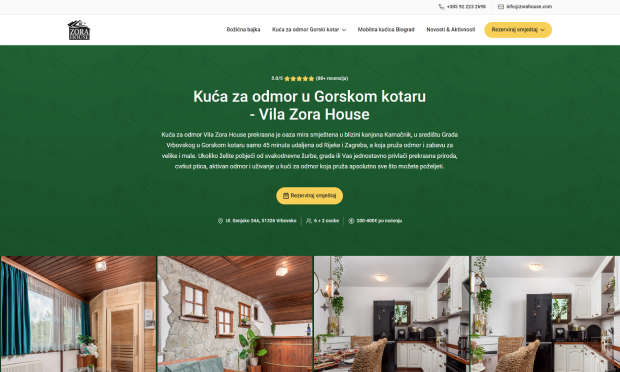 +385 92 223 2698 info@zorahouse.com
ZORA
HOUSE
Božićna bajka Kuća za odmor Gorski kotar Mobilna kućica Biograd Novosti & Aktivnosti Rezerviraj smještaj
5.0/5 (80+ recenzija)
Kuća za odmor u Gorskom kotaru
- Vila Zora House
Kuća za odmor Vila Zora House prekrasna je oaza mira smještena u blizini kanjona Kamačnik, u središtu Grada
Vrbovskog u Gorskom kotaru samo 45 minuta udaljena od Rijeke i Zagreba, a koja pruža odmor i zabavu za
velike i male. Ukoliko želite pobjeći od svakodnevne žurbe, grada ili Vas jednostavno privlači prekrasna priroda,
cvrkut ptica, aktivan odmor i uživanje u kući za odmor koja pruža apsolutno sve što možete poželjeti.
Rezerviraj smještaj
Ul. Senjsko 34A, 51326 Vrbovsko 6 + 2 osobe 200-400€ po noćenju